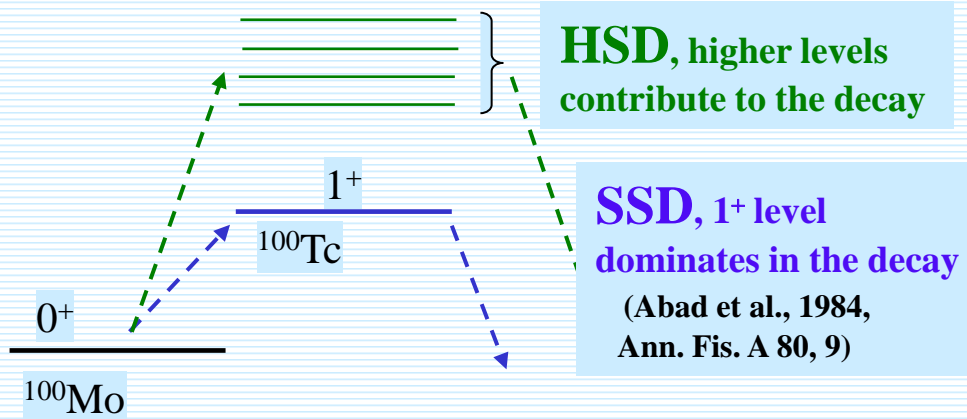 HSD, higher levels
contribute to the decay
1⁺
SSD, 1⁺ level
dominates in the decay
(Abad et al., 1984,
Ann. Fis. A 80, 9)
¹⁰⁰Tc
0⁺
¹⁰⁰Mo